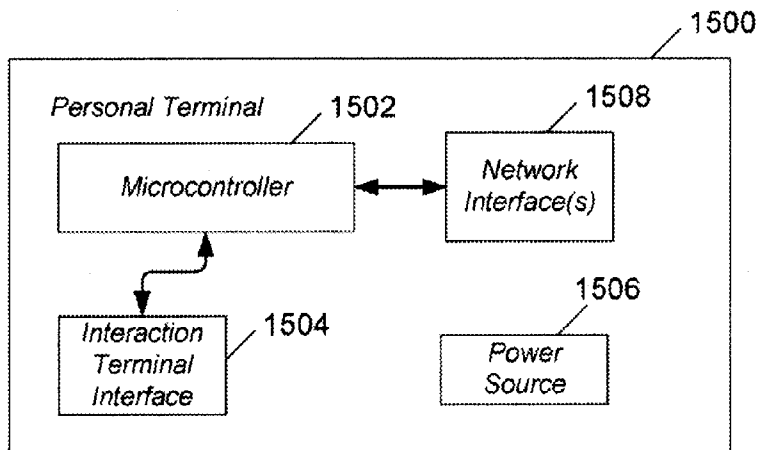 1500
Personal Terminal
1502
1508
Microcontroller
Network
Interface(s)
1504
1506
Interaction
Terminal
Interface
Power
Source